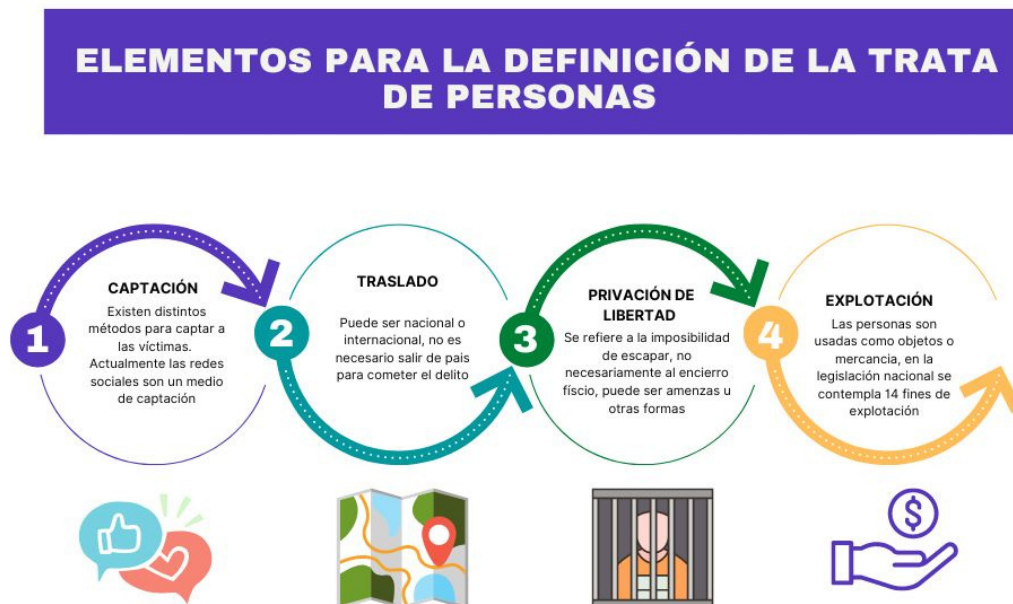 ELEMENTOS PARA LA DEFINICIÓN DE LA TRATA
DE PERSONAS
1
CAPTACIÓN
Existen distintos
métodos para captar a
las víctimas.
Actualmente las redes
sociales son un medio
de captación
2
TRASLADO
Puede ser nacional o
internacional, no es
necesario salir de pais
para cometer el delito
3
PRIVACIÓN DE
LIBERTAD
Se refiere a la imposibilidad
de escapar, no
necesariamente al encierro
físcio, puede ser amenzas u
otras formas
4
EXPLOTACIÓN
Las personas son
usadas como objetos o
mercancia, en la
legislación nacional se
contempla 14 fines de
explotación
$